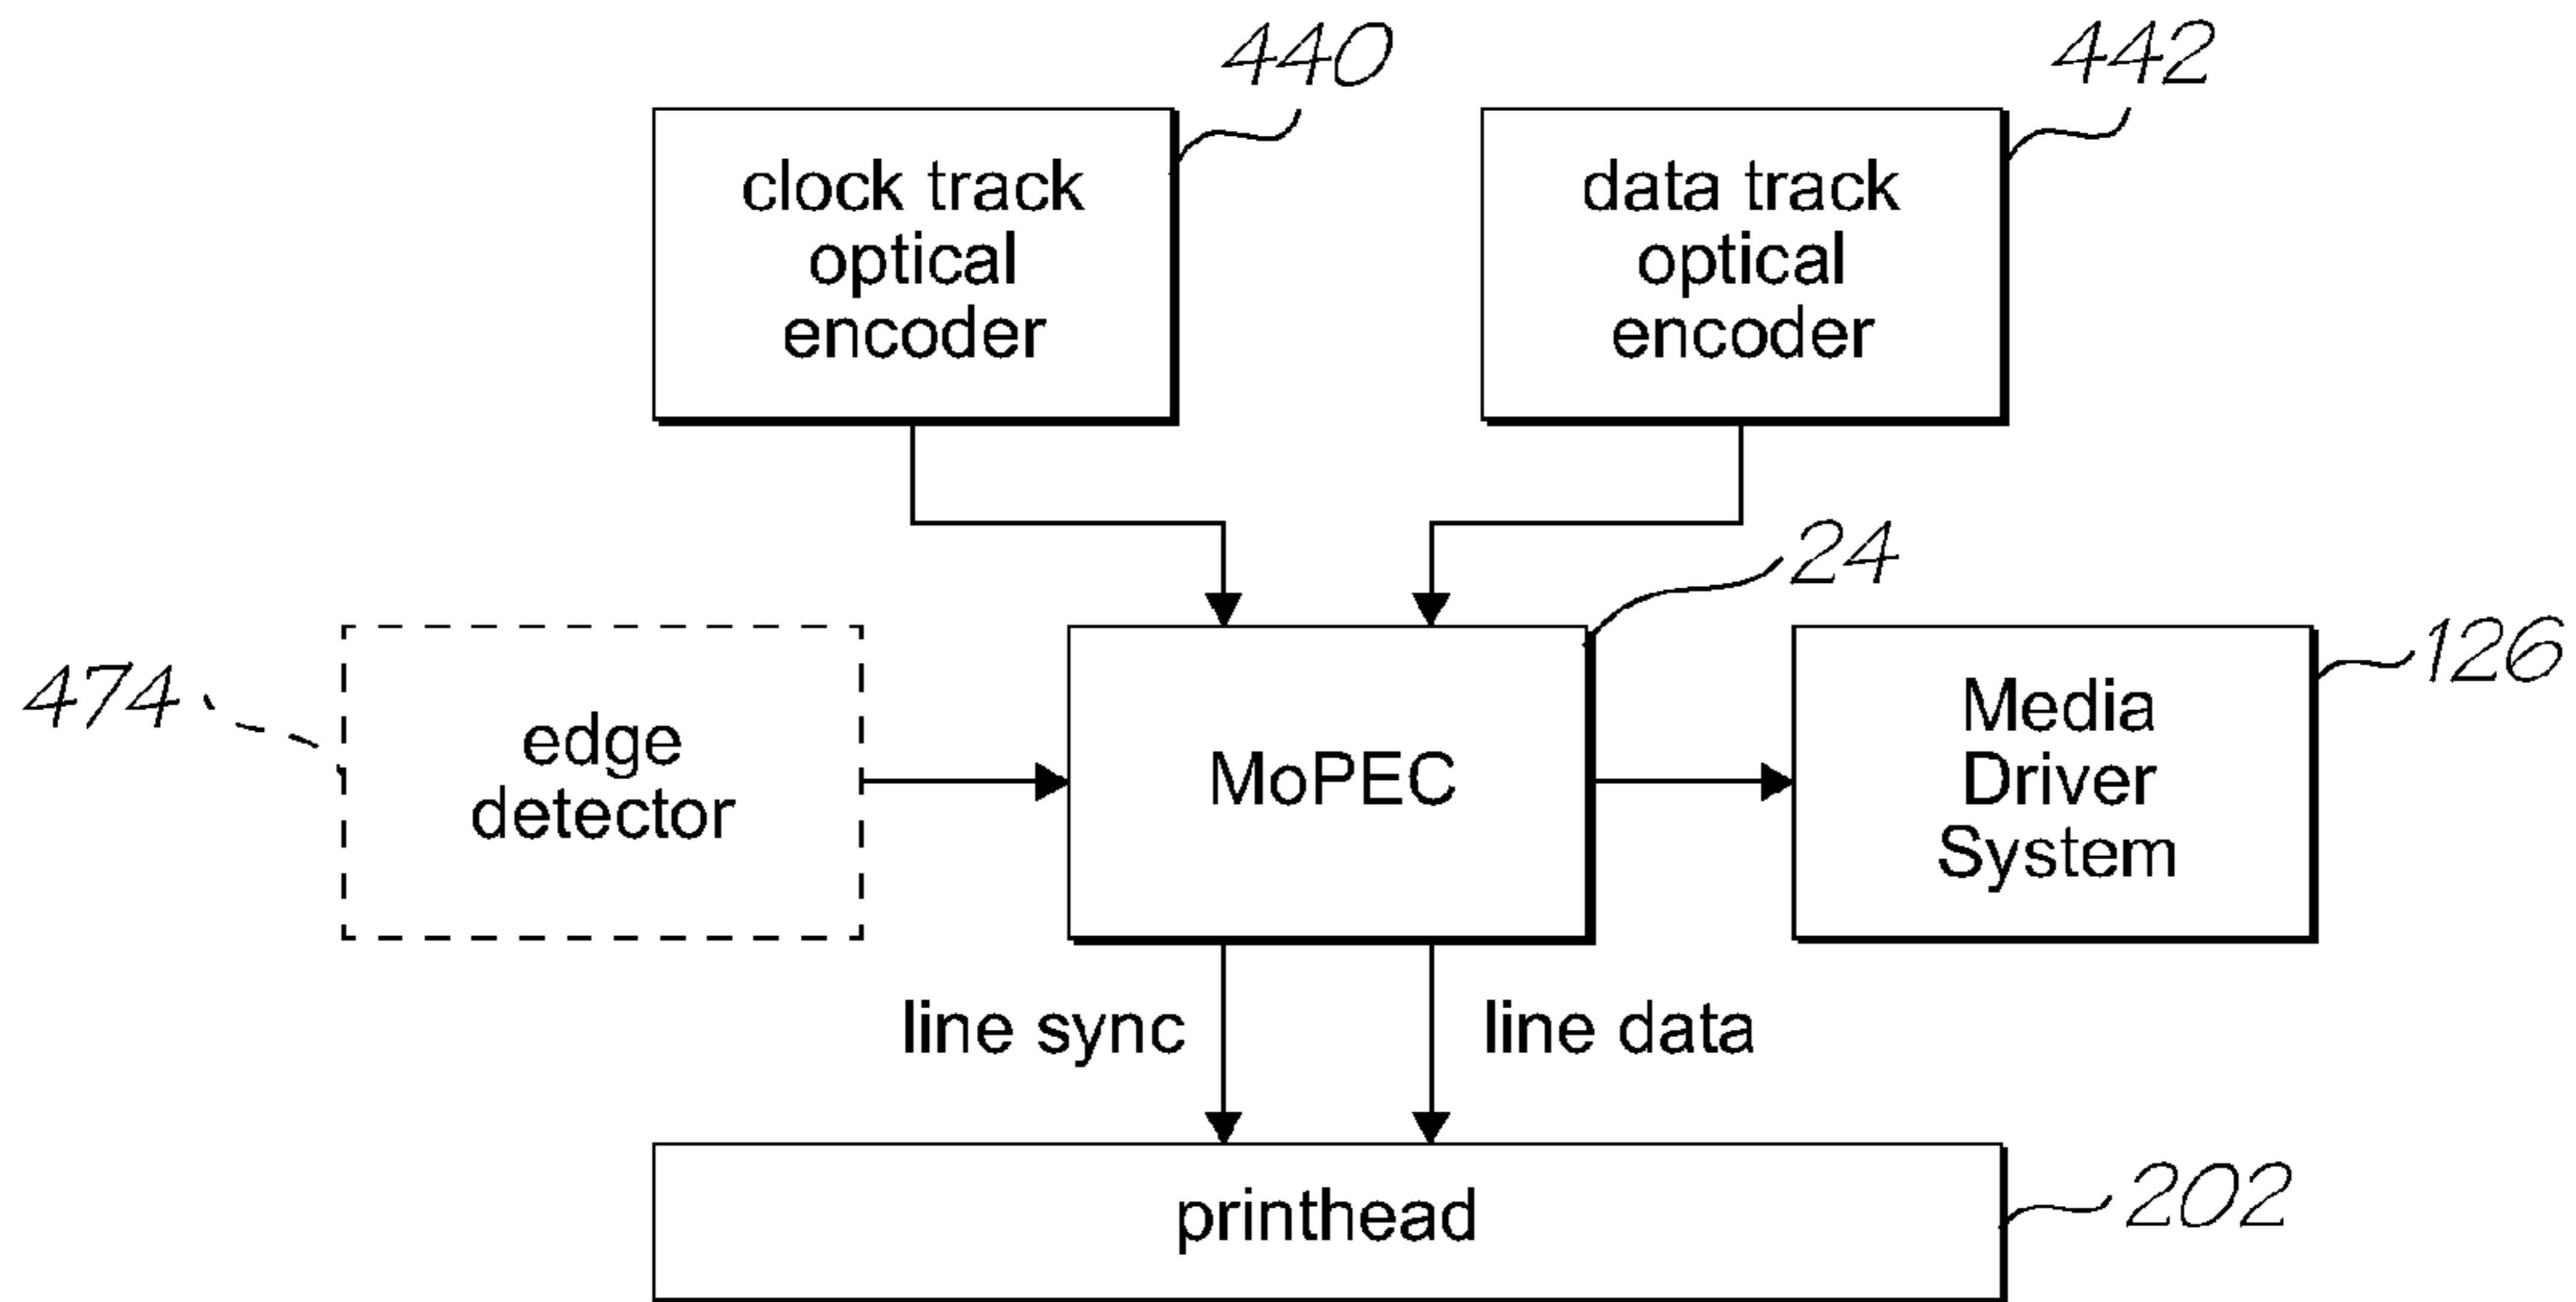 440
442
clock track
optical
encoder
data track
optical
encoder
24
126
474
edge
detector
MoPEC
Media
Driver
System
line sync
line data
printhead
202